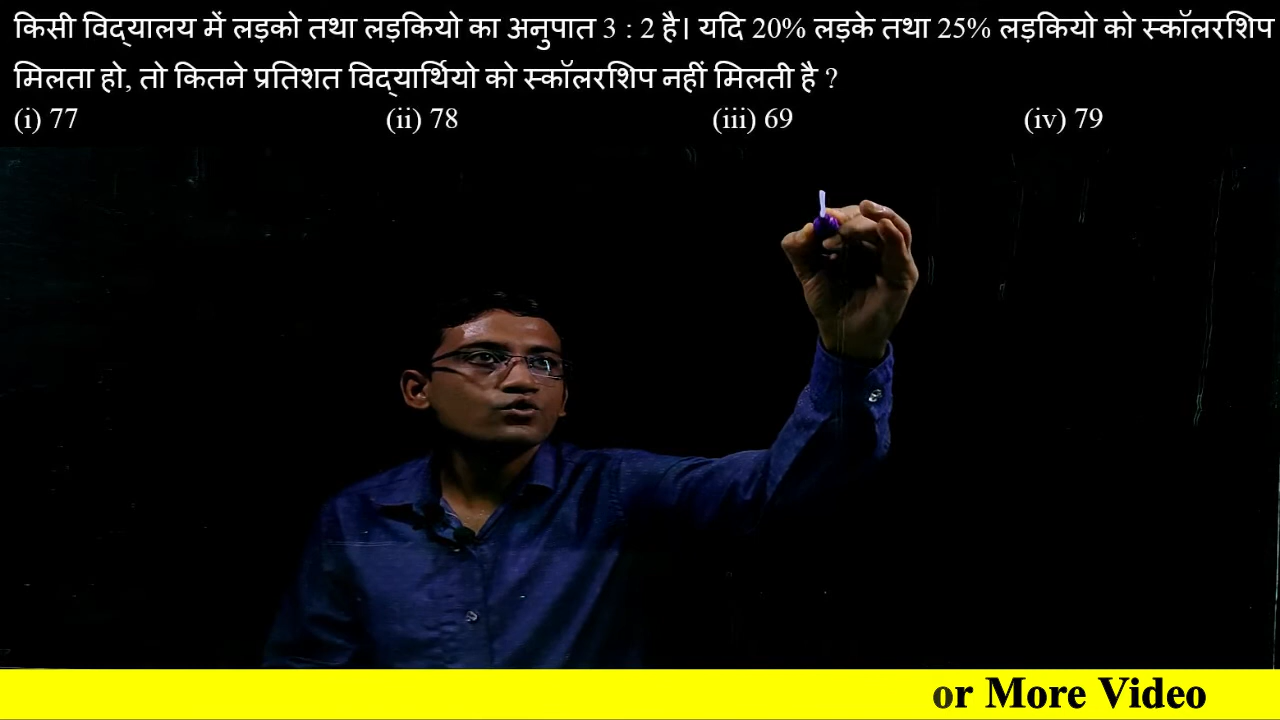 किसी विद्यालय में लड़को तथा लड़कियो का अनुपात 3 : 2 है। यदि 20% लड़के तथा 25% लड़कियो को स्कॉलरशिप
मिलता हो, तो कितने प्रतिशत विद्यार्थियो को स्कॉलरशिप नहीं मिलती है ?
(i) 77 (ii) 78 (iii) 69 (iv) 79
or More Video